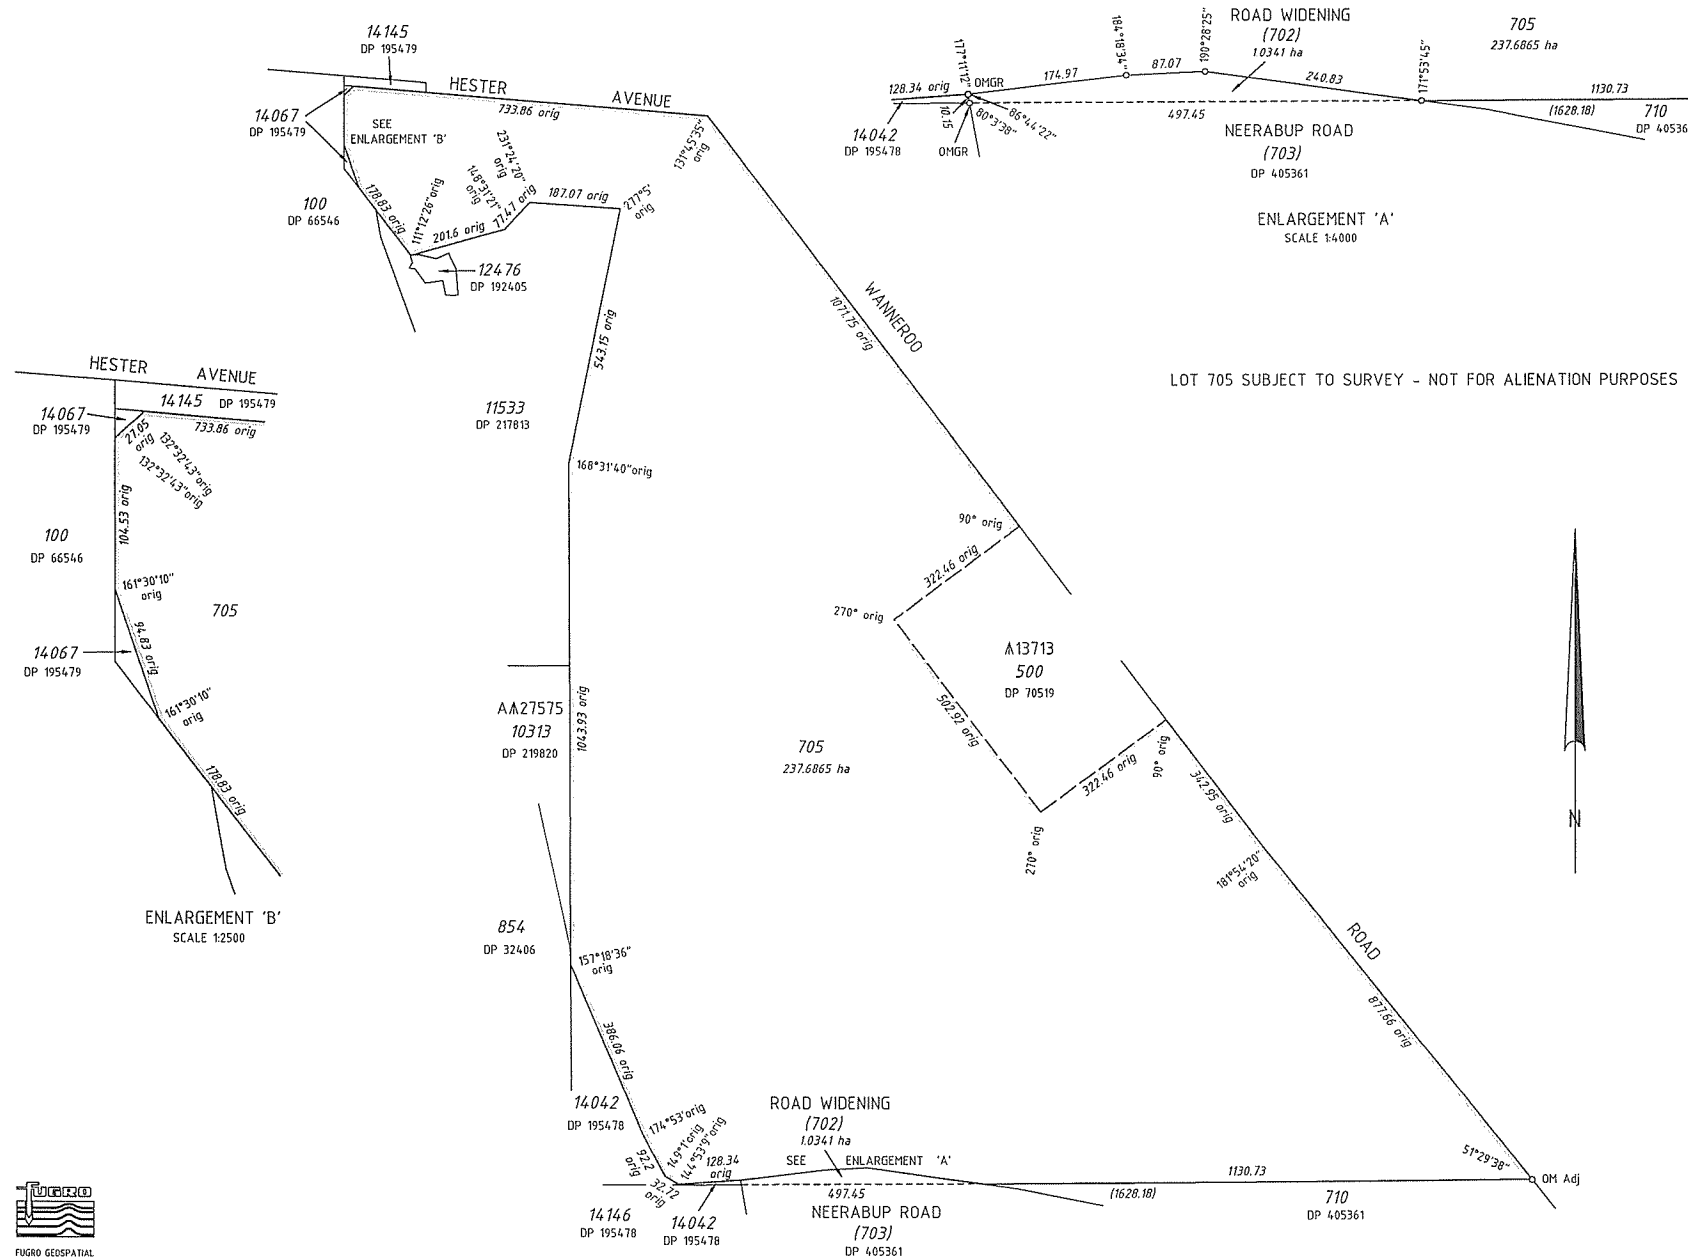 14145
DP 195479
HESTER AVENUE
733.86 orig
14067
DP 195479
SEE
ENLARGEMENT 'B'
131°45'35"
orig
231°24'20"
orig
148°31'21"
orig
187.07 orig
277°5'
orig
77.47 orig
111°12'26"orig
201.6 orig
178.83 orig
100
DP 66546
12476
DP 192405
543.15 orig
11533
DP 217813
168°31'40"orig
WANNEROO
1071.75 orig
ROAD WIDENING
(702)
1.0341 ha
705
237.6865 ha
177°11'12"
OMGR
174.97
184°18'34"
87.07
190°28'25"
240.83
171°53'45"
1130.73
128.34 orig
14042
DP 195478
10.15
OMGR
80°3'38"
86°44'22"
497.45
(1628.18)
710
DP 40536
NEERABUP ROAD
(703)
DP 405361
ENLARGEMENT 'A'
SCALE 1:4000
LOT 705 SUBJECT TO SURVEY - NOT FOR ALIENATION PURPOSES
HESTER AVENUE
14145 DP 195479
14067
DP 195479
733.86 orig
27.05
orig
132°32'43"orig
132°32'43"orig
104.53 orig
100
DP 66546
161°30'10"
orig
705
94.83 orig
14067
DP 195479
161°30'10"
orig
178.83 orig
ENLARGEMENT 'B'
SCALE 1:2500
90° orig
322.46 orig
270° orig
13713
500
DP 70519
502.92 orig
322.46 orig
90° orig
270° orig
342.95 orig
181°54'20"
orig
27575
10313
DP 219820
1043.93 orig
705
237.6865 ha
N
854
DP 32406
157°18'36"
orig
386.06 orig
ROAD
877.66 orig
14042
DP 195478
174°53'orig
149°1'orig
144°53'9"orig
92.2
orig
32.72
orig
128.34
orig
ROAD WIDENING
(702)
1.0341 ha
SEE ENLARGEMENT 'A'
497.45
1130.73
51°29'38"
OM Adj
(1628.18)
710
DP 405361
14146
DP 195478
14042
DP 195478
NEERABUP ROAD
(703)
DP 405361
FUGRO
FUGRO GEOSPATIAL